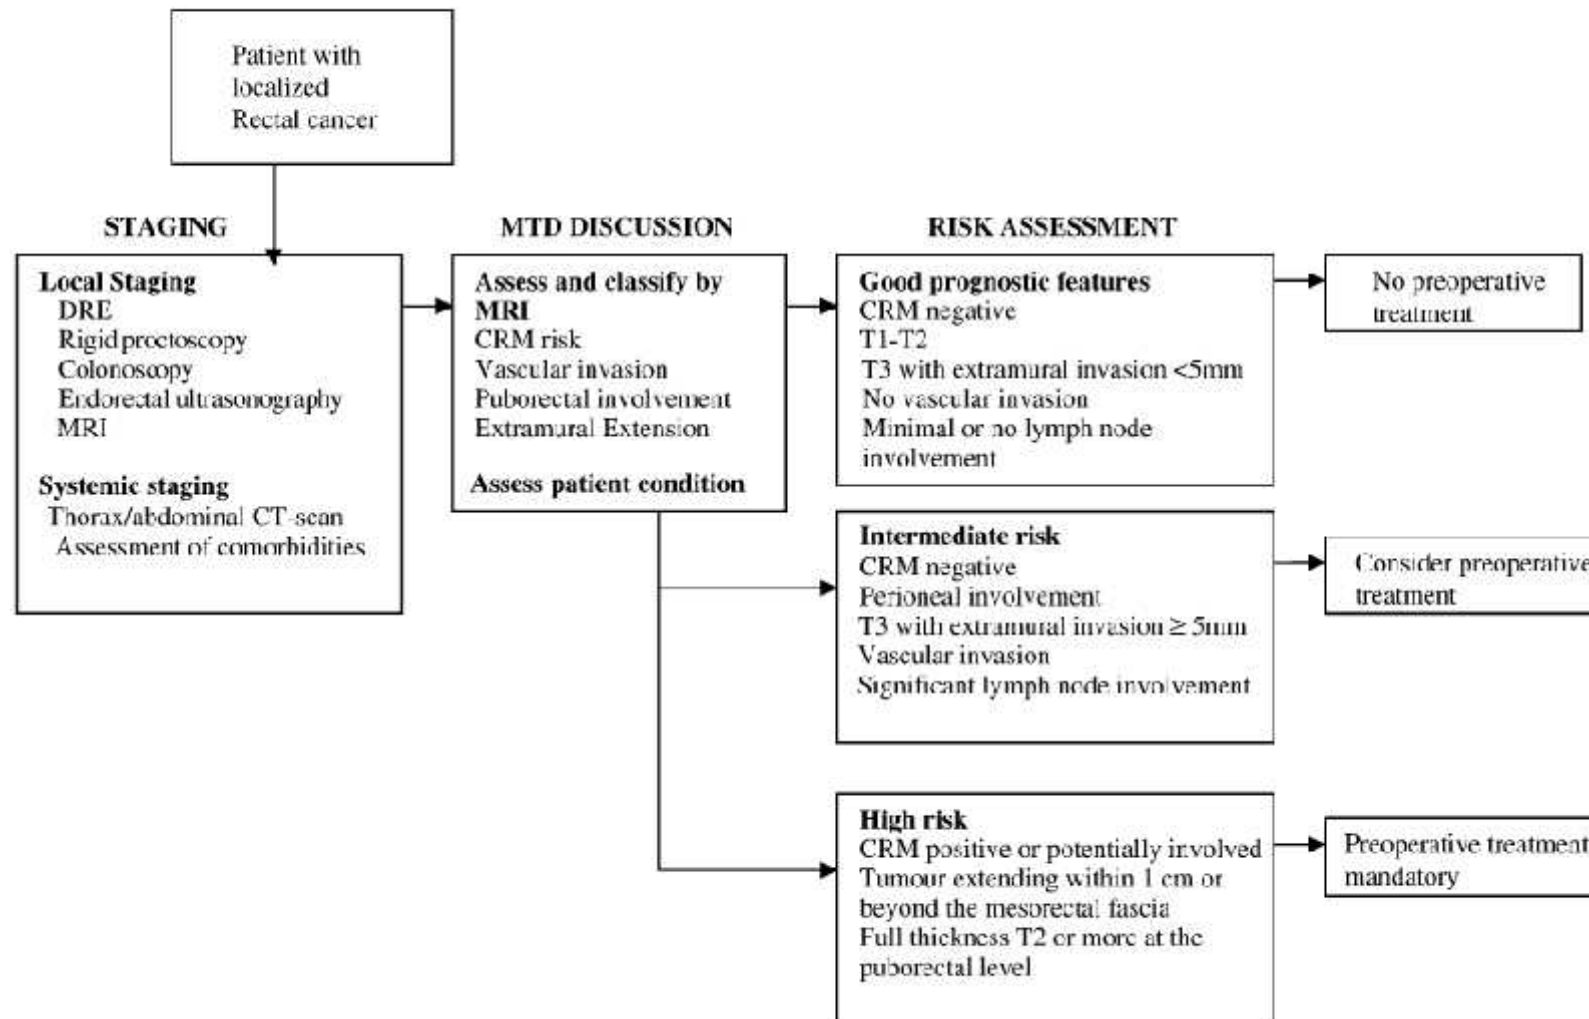 Patient with
localized
Rectal cancer
STAGING
Local Staging
DRE
Rigid proctoscopy
Colonoscopy
Endorectal ultrasonography
MRI
Systemic staging
Thorax/abdominal CT-scan
Assessment of comorbidities
MTD DISCUSSION
Assess and classify by
MRI
CRM risk
Vascular invasion
Puborectal involvement
Extramural Extension
Assess patient condition
RISK ASSESSMENT
Good prognostic features
CRM negative
T1-T2
T3 with extramural invasion <5mm
No vascular invasion
Minimal or no lymph node
involvement
No preoperative
treatment
Intermediate risk
CRM negative
Perioneal involvement
T3 with extramural invasion ≥ 5mm
Vascular invasion
Significant lymph node involvement
Consider preoperative
treatment
High risk
CRM positive or potentially involved
Tumour extending within 1 cm or
beyond the mesorectal fascia
Full thickness T2 or more at the
puborectal level
Preoperative treatment
mandatory